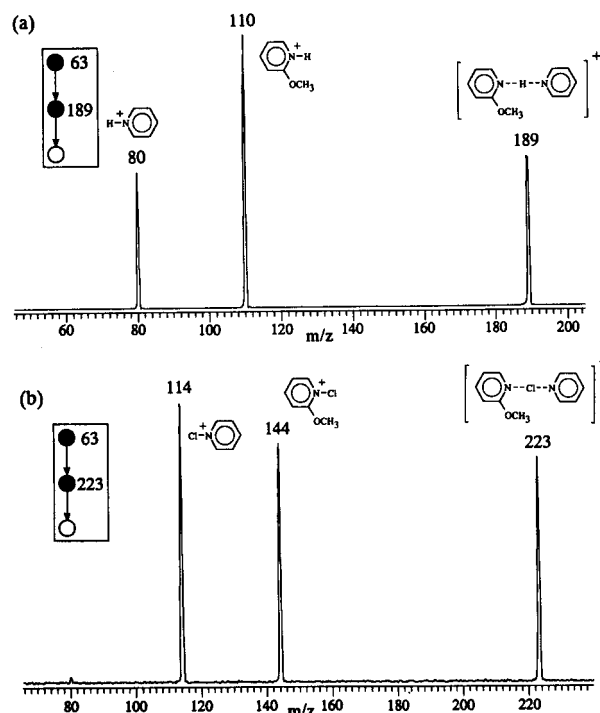 (a)
63
189
80
H–N
+
110
+
N–H
OCH₃
[ N---H---N ]+
OCH₃
189
60 80 100 120 140 160 180 200
m/z
(b)
63
223
114
+
Cl–N
144
+
N–Cl
OCH₃
[ N---Cl---N ]
OCH₃
223
80 100 120 140 160 180 200 220
m/z